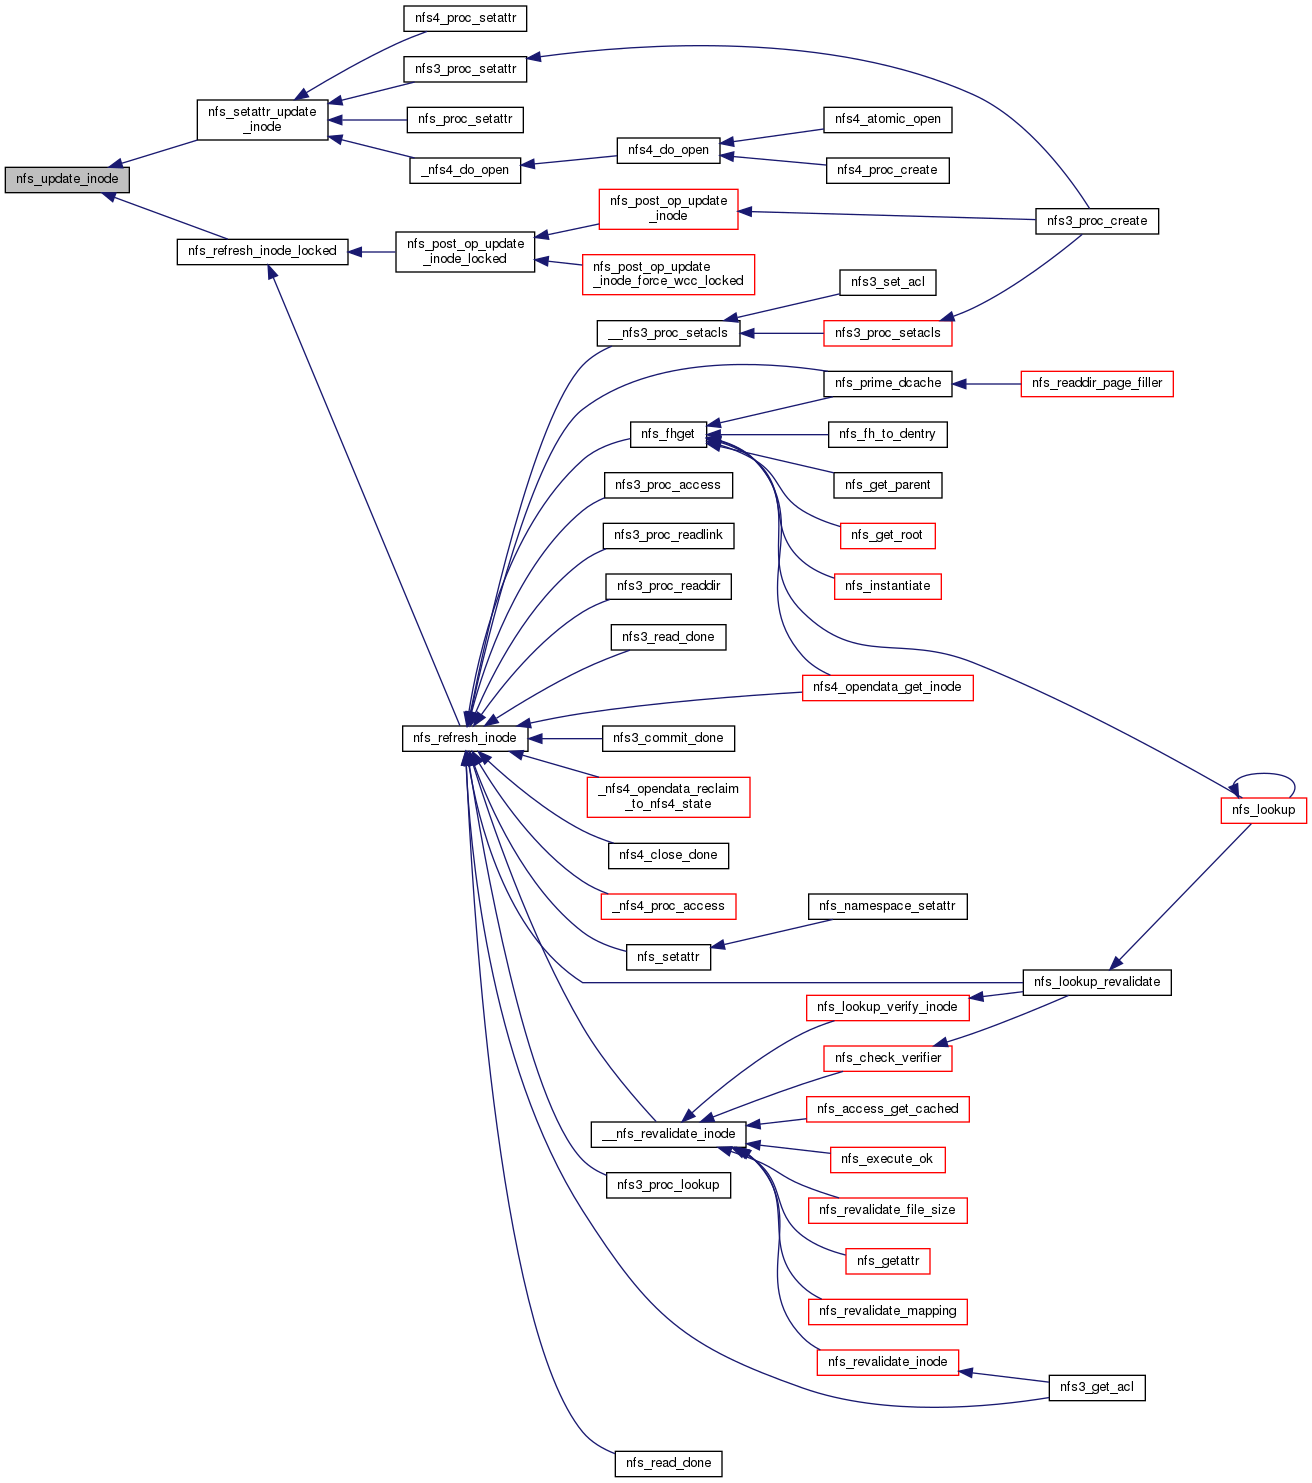 nfs4_proc_setattr
nfs3_proc_setattr
nfs_setattr_update
_inode
nfs_proc_setattr
nfs4_atomic_open
nfs4_do_open
_nfs4_do_open
nfs4_proc_create
nfs_update_inode
nfs_post_op_update
_inode
nfs3_proc_create
nfs_refresh_inode_locked
nfs_post_op_update
_inode_locked
nfs_post_op_update
_inode_force_wcc_locked
nfs3_set_acl
__nfs3_proc_setacls
nfs3_proc_setacls
nfs_prime_dcache
nfs_readdir_page_filler
nfs_fhget
nfs_fh_to_dentry
nfs3_proc_access
nfs_get_parent
nfs3_proc_readlink
nfs_get_root
nfs3_proc_readdir
nfs_instantiate
nfs3_read_done
nfs4_opendata_get_inode
nfs_refresh_inode
nfs3_commit_done
_nfs4_opendata_reclaim
_to_nfs4_state
nfs_lookup
nfs4_close_done
_nfs4_proc_access
nfs_namespace_setattr
nfs_setattr
nfs_lookup_revalidate
nfs_lookup_verify_inode
nfs_check_verifier
nfs_access_get_cached
__nfs_revalidate_inode
nfs_execute_ok
nfs3_proc_lookup
nfs_revalidate_file_size
nfs_getattr
nfs_revalidate_mapping
nfs_revalidate_inode
nfs3_get_acl
nfs_read_done